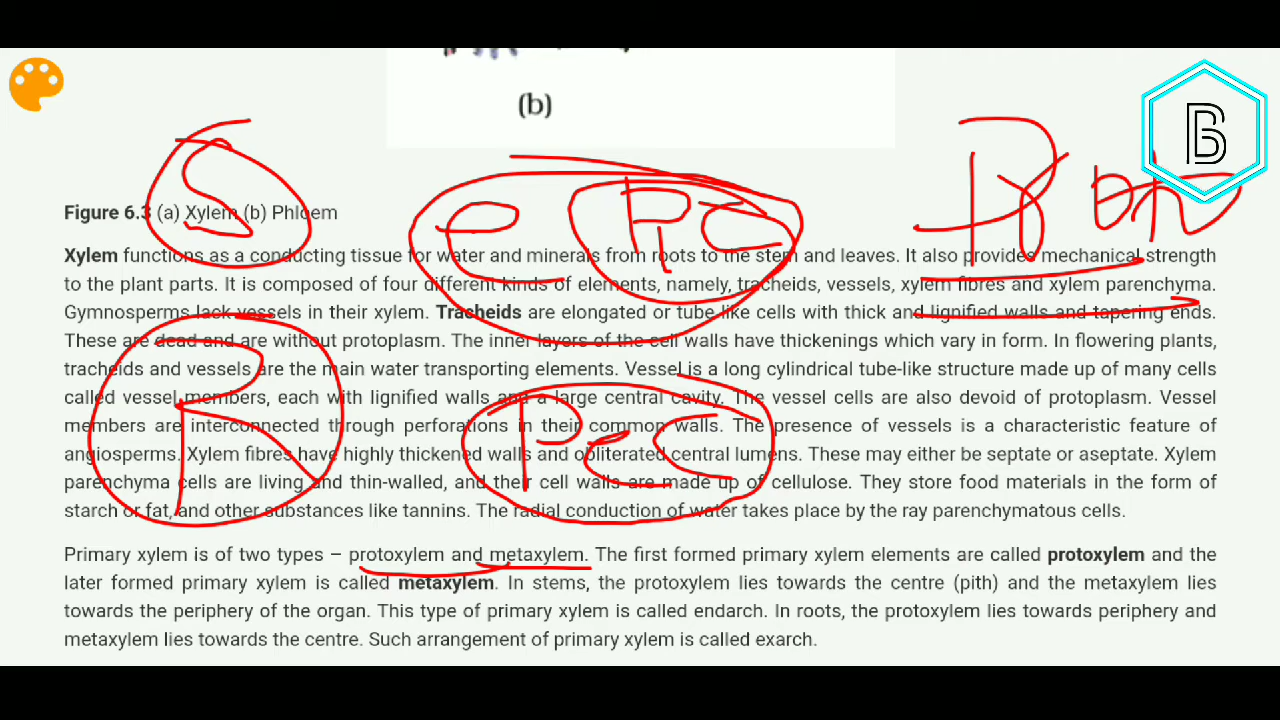 (b)
Figure 6.3 (a) Xylem (b) Phloem
Xylem functions as a conducting tissue for water and minerals from roots to the stem and leaves. It also provides mechanical strength
to the plant parts. It is composed of four different kinds of elements, namely, tracheids, vessels, xylem fibres and xylem parenchyma.
Gymnosperms lack vessels in their xylem. Tracheids are elongated or tube like cells with thick and lignified walls and tapering ends.
These are dead and are without protoplasm. The inner layers of the cell walls have thickenings which vary in form. In flowering plants,
tracheids and vessels are the main water transporting elements. Vessel is a long cylindrical tube-like structure made up of many cells
called vessel members, each with lignified walls and a large central cavity. The vessel cells are also devoid of protoplasm. Vessel
members are interconnected through perforations in their common walls. The presence of vessels is a characteristic feature of
angiosperms. Xylem fibres have highly thickened walls and obliterated central lumens. These may either be septate or aseptate. Xylem
parenchyma cells are living and thin-walled, and their cell walls are made up of cellulose. They store food materials in the form of
starch or fat, and other substances like tannins. The radial conduction of water takes place by the ray parenchymatous cells.
Primary xylem is of two types – protoxylem and metaxylem. The first formed primary xylem elements are called protoxylem and the
later formed primary xylem is called metaxylem. In stems, the protoxylem lies towards the centre (pith) and the metaxylem lies
towards the periphery of the organ. This type of primary xylem is called endarch. In roots, the protoxylem lies towards periphery and
metaxylem lies towards the centre. Such arrangement of primary xylem is called exarch.
S
e Pc
R
Pec
B